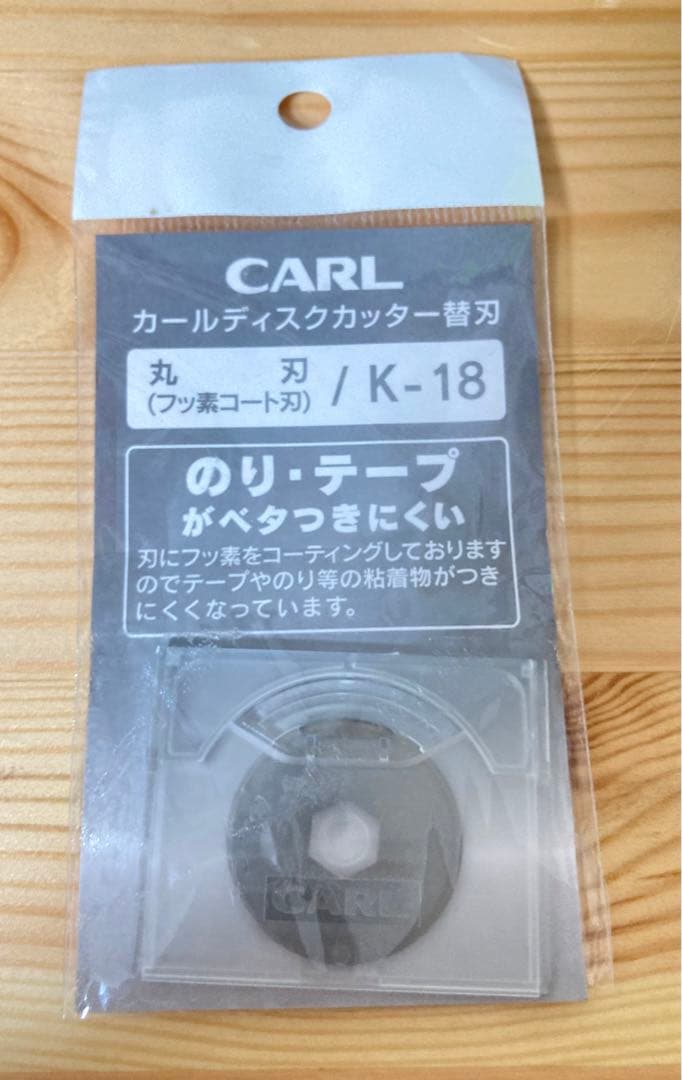 CARL
カールディスクカッター替刃
丸刃
(フッ素コート刃) / K-18
のり・テープ
がベタつきにくい
刃にフッ素をコーティングしております
のでテープやのり等の粘着物がつき
にくくなっています。
CARL